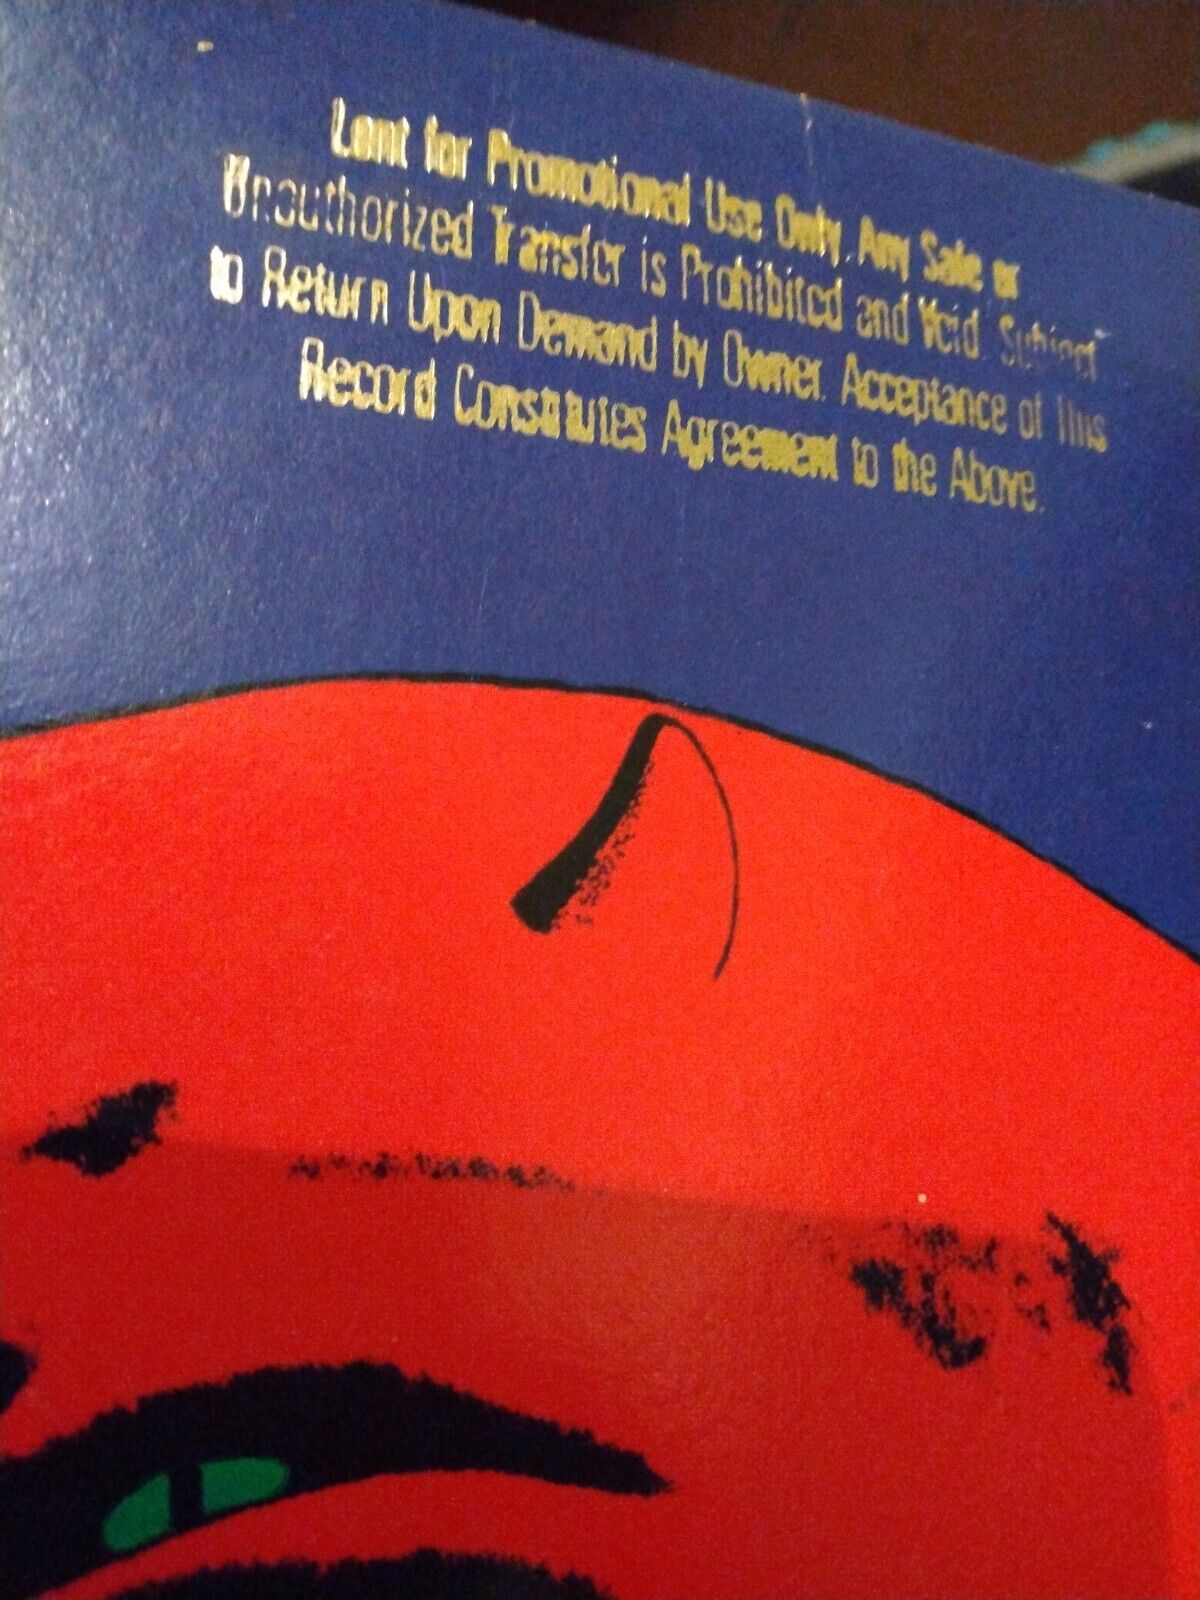 Lent for Promotional Use Only. Any Sale or
Unauthorized Transfer is Prohibited and Void. Subject
to Return Upon Demand by Owner. Acceptance of This
Record Constitutes Agreement to the Above.